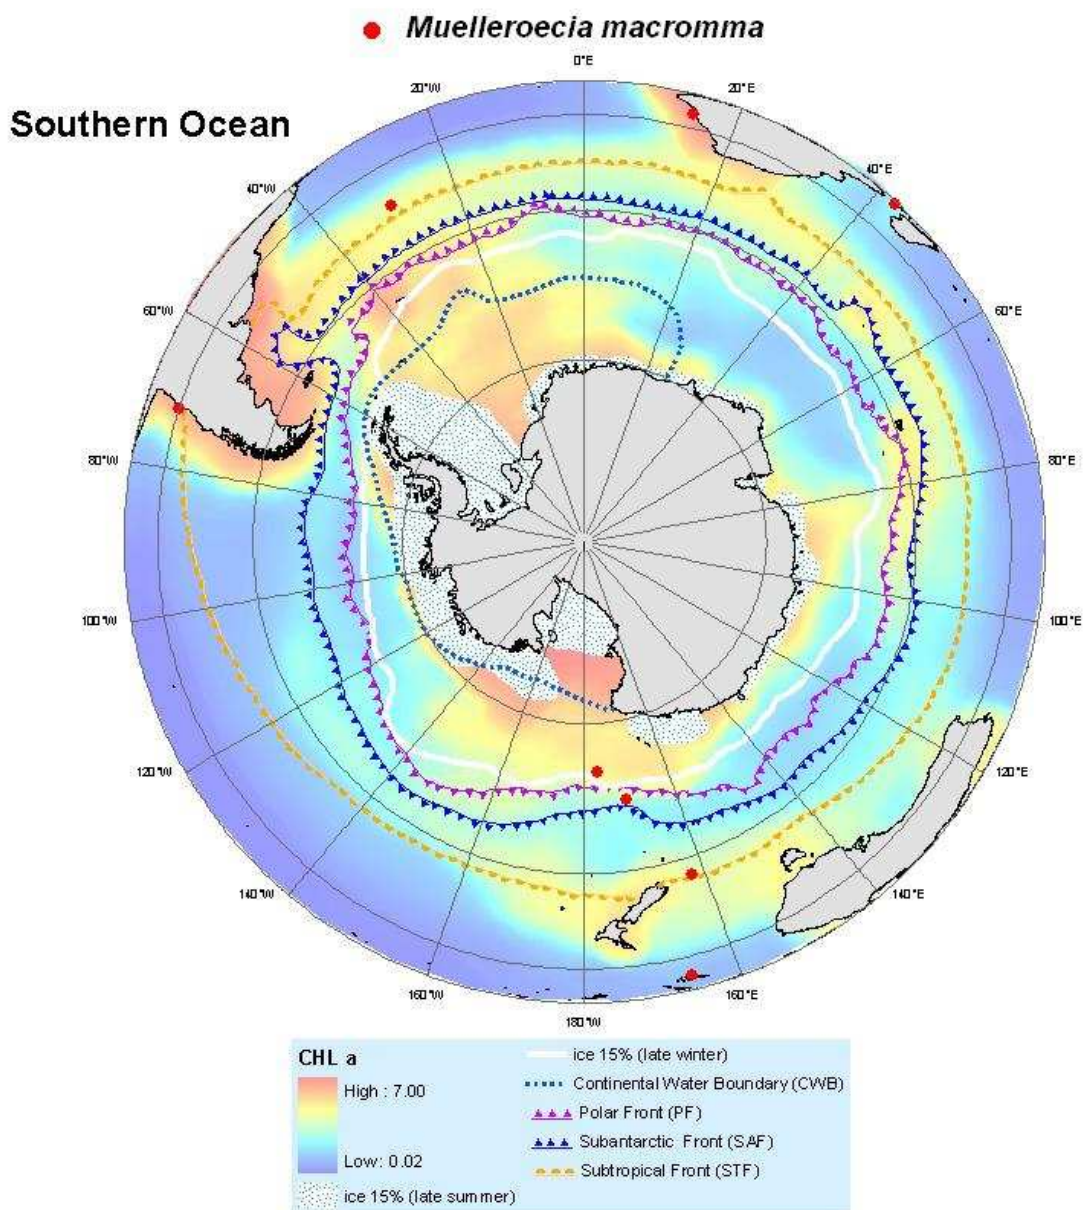 Muelleroecia macromma
Southern Ocean
0°E
20°W
20°E
40°W
40°E
60°W
60°E
80°W
80°E
100°W
100°E
120°W
120°E
140°W
140°E
160°W
160°E
180°W
CHL a
High : 7.00
Low: 0.02
ice 15% (late summer)
ice 15% (late winter)
Continental Water Boundary (CWB)
Polar Front (PF)
Subantarctic Front (SAF)
Subtropical Front (STF)